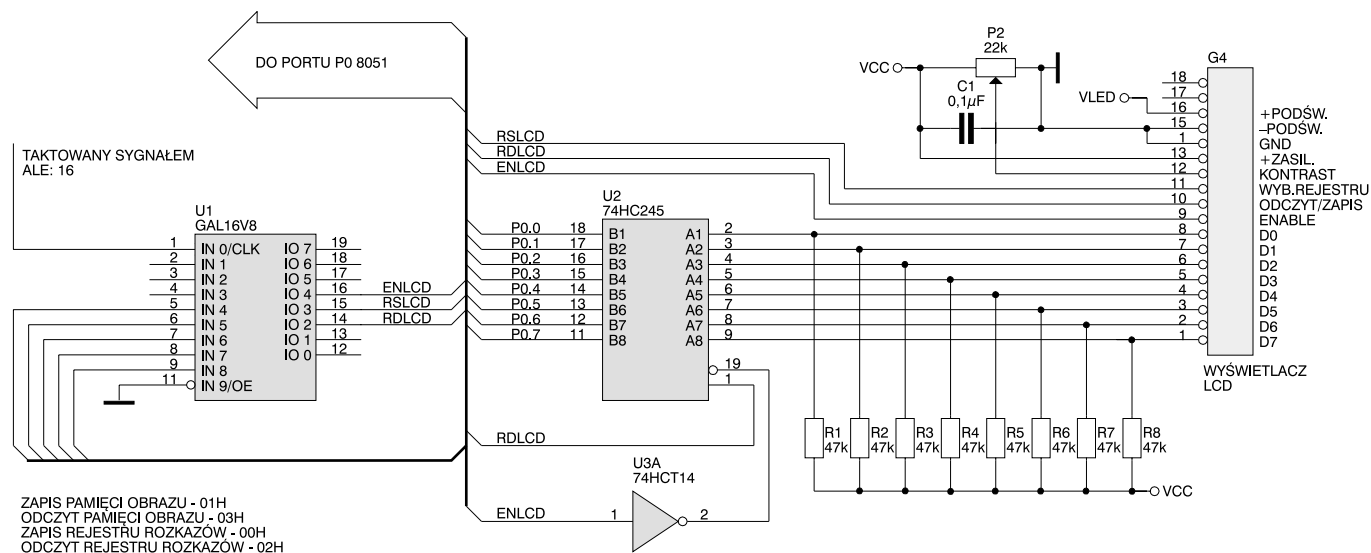 DO PORTU P0 8051
TAKTOWANY SYGNAŁEM
ALE: 16
U1
GAL16V8
1 IN 0/CLK IO 7 19
2 IN 1 IO 6 18
3 IN 2 IO 5 17
4 IN 3 IO 4 16 ENLCD
5 IN 4 IO 3 15 RSLCD
6 IN 5 IO 2 14 RDLCD
7 IN 6 IO 1 13
8 IN 7 IO 0 12
9 IN 8
11 IN 9/OE
RSLCD
RDLCD
ENLCD
U2
74HC245
P0.0 18 B1 A1 2
P0.1 17 B2 A2 3
P0.2 16 B3 A3 4
P0.3 15 B4 A4 5
P0.4 14 B5 A5 6
P0.5 13 B6 A6 7
P0.6 12 B7 A7 8
P0.7 11 B8 A8 9
19
1
RDLCD
U3A
74HCT14
ENLCD 1 2
P2
22k
VCC
C1
0,1µF
VLED
G4
18
17
16 +PODŚW.
15 –PODŚW.
1 GND
13 +ZASIL.
12 KONTRAST
11 WYB.REJESTRU
10 ODCZYT/ZAPIS
9 ENABLE
8 D0
7 D1
6 D2
5 D3
4 D4
3 D5
2 D6
1 D7
WYŚWIETLACZ
LCD
R1 R2 R3 R4 R5 R6 R7 R8
47k 47k 47k 47k 47k 47k 47k 47k
VCC
ZAPIS PAMIĘCI OBRAZU - 01H
ODCZYT PAMIĘCI OBRAZU - 03H
ZAPIS REJESTRU ROZKAZÓW - 00H
ODCZYT REJESTRU ROZKAZÓW - 02H